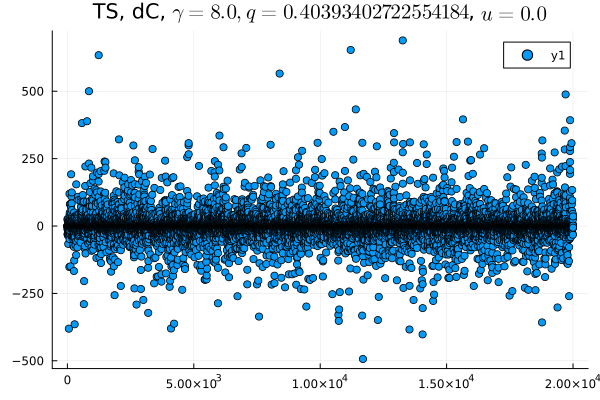 TS, dC, γ = 8.0, q = 0.40393402722554184, u = 0.0
y1
500
250
0
−250
−500
0 5.00×10³ 1.00×10⁴ 1.50×10⁴ 2.00×10⁴